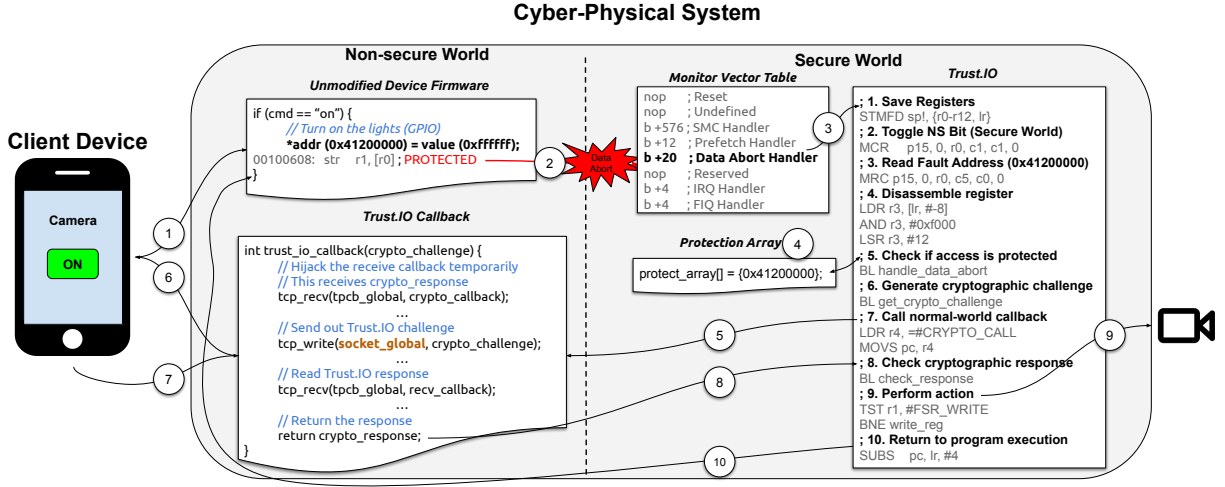 Cyber-Physical System
Client Device
Camera
ON
Non-secure World
Unmodified Device Firmware
if (cmd == “on”) {
// Turn on the lights (GPIO)
*addr (0x41200000) = value (0xffffff);
00100608: str r1, [r0] ; PROTECTED
}
Trust.IO Callback
int trust_io_callback(crypto_challenge) {
// Hijack the receive callback temporarily
// This receives crypto_response
tcp_recv(tpcb_global, crypto_callback);
...
// Send out Trust.IO challenge
tcp_write(socket_global, crypto_challenge);
...
// Read Trust.IO response
tcp_recv(tpcb_global, recv_callback);
...
// Return the response
return crypto_response;
}
Data
Abort
Secure World
Monitor Vector Table
nop ; Reset
nop ; Undefined
b +576 ; SMC Handler
b +12 ; Prefetch Handler
b +20 ; Data Abort Handler
nop ; Reserved
b +4 ; IRQ Handler
b +4 ; FIQ Handler
Protection Array
protect_array[] = {0x41200000};
Trust.IO
; 1. Save Registers
STMFD sp!, {r0-r12, lr}
; 2. Toggle NS Bit (Secure World)
MCR p15, 0, r0, c1, c1, 0
; 3. Read Fault Address (0x41200000)
MRC p15, 0, r0, c5, c0, 0
; 4. Disassemble register
LDR r3, [lr, #-8]
AND r3, #0xf000
LSR r3, #12
; 5. Check if access is protected
BL handle_data_abort
; 6. Generate cryptographic challenge
BL get_crypto_challenge
; 7. Call normal-world callback
LDR r4, =#CRYPTO_CALL
MOVS pc, r4
; 8. Check cryptographic response
BL check_response
; 9. Perform action
TST r1, #FSR_WRITE
BNE write_reg
; 10. Return to program execution
SUBS pc, lr, #4
1
2
3
4
5
6
7
8
9
10